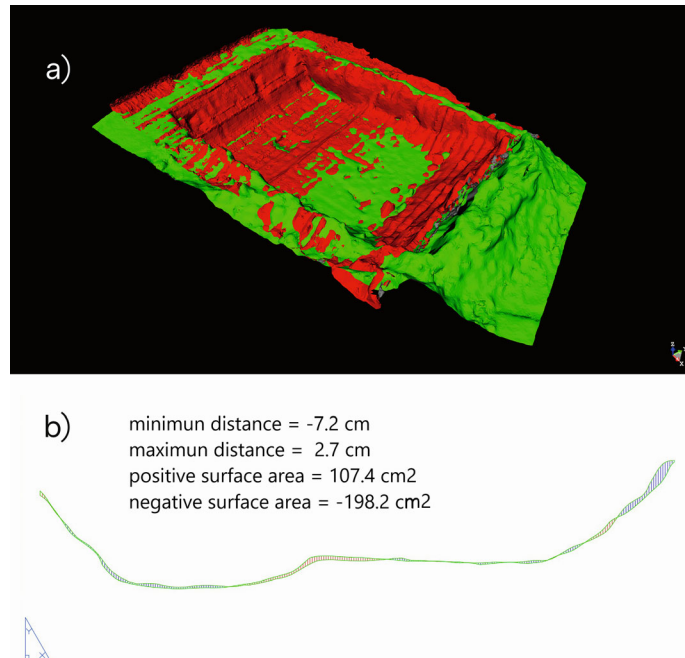 a)
b)
minimun distance = -7.2 cm
maximun distance = 2.7 cm
positive surface area = 107.4 cm2
negative surface area = -198.2 cm2
Y
X